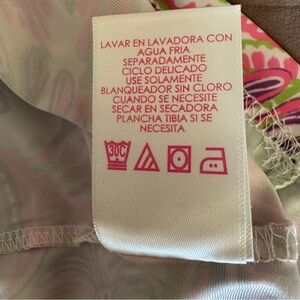 LAVAR EN LAVADORA CON
AGUA FRIA
SEPARADAMENTE
CICLO DELICADO
USE SOLAMENTE
BLANQUEADOR SIN CLORO
CUANDO SE NECESITE
SECAR EN SECADORA
PLANCHA TIBIA SI SE
NECESITA
30C